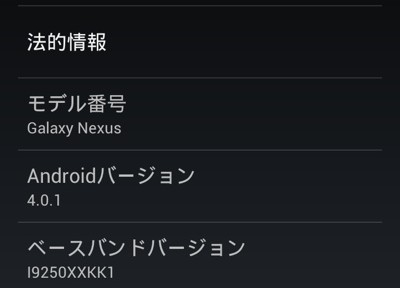 法的情報
モデル番号
Galaxy Nexus
Androidバージョン
4.0.1
ベースバンドバージョン
I9250XXKK1